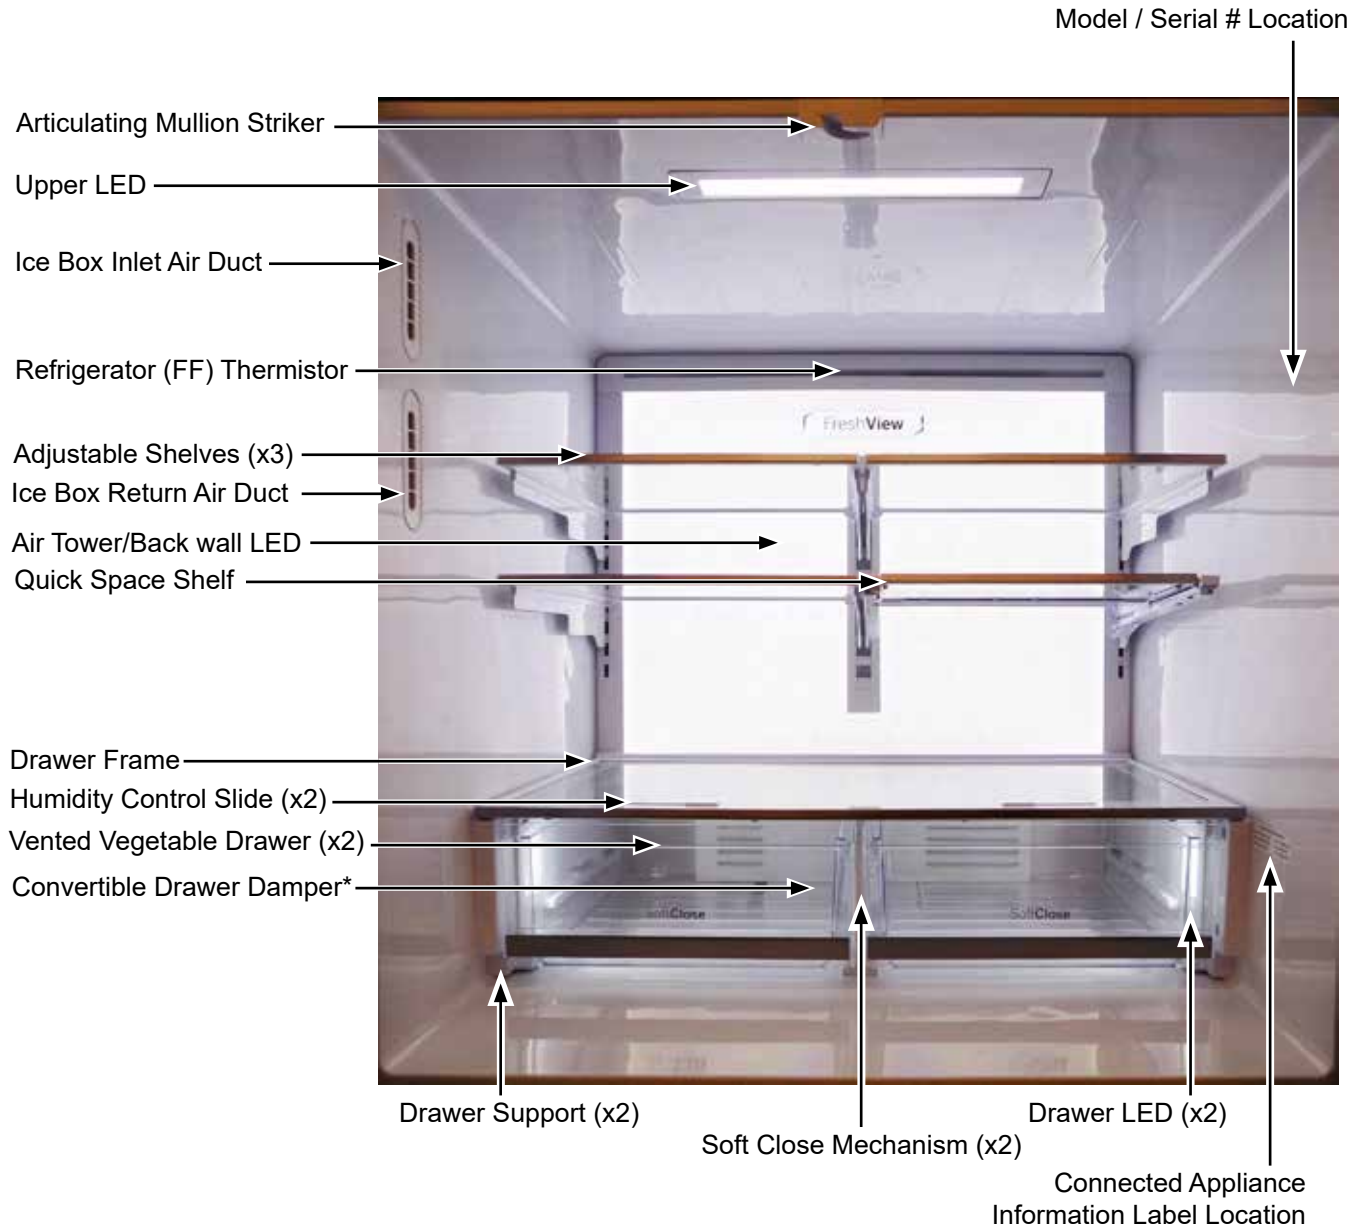 Model / Serial # Location
Articulating Mullion Striker
Upper LED
Ice Box Inlet Air Duct
Refrigerator (FF) Thermistor
FreshView
Adjustable Shelves (x3)
Ice Box Return Air Duct
Air Tower/Back wall LED
Quick Space Shelf
Drawer Frame
Humidity Control Slide (x2)
Vented Vegetable Drawer (x2)
Convertible Drawer Damper*
SoftClose
SoftClose
Drawer Support (x2)
Drawer LED (x2)
Soft Close Mechanism (x2)
Connected Appliance
Information Label Location